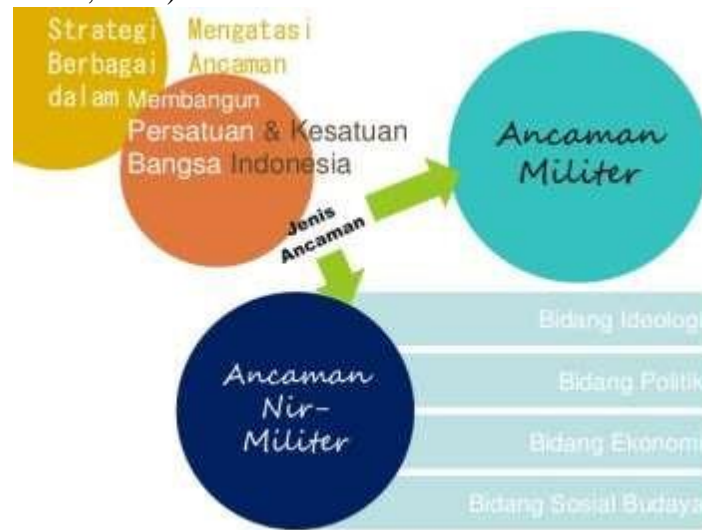 Strategi Mengatasi
Berbagai Ancaman
dalam Membangun
Persatuan & Kesatuan
Bangsa Indonesia
Ancaman
Militer
Jenis
Ancaman
Ancaman
Nir-
Militer
Bidang Ideologi
Bidang Politik
Bidang Ekonomi
Bidang Sosial Budaya